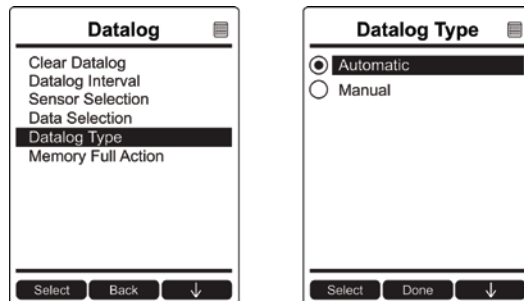 Datalog
Clear Datalog
Datalog Interval
Sensor Selection
Data Selection
Datalog Type
Memory Full Action
Select Back ↓
Datalog Type
Automatic
Manual
Select Done ↓